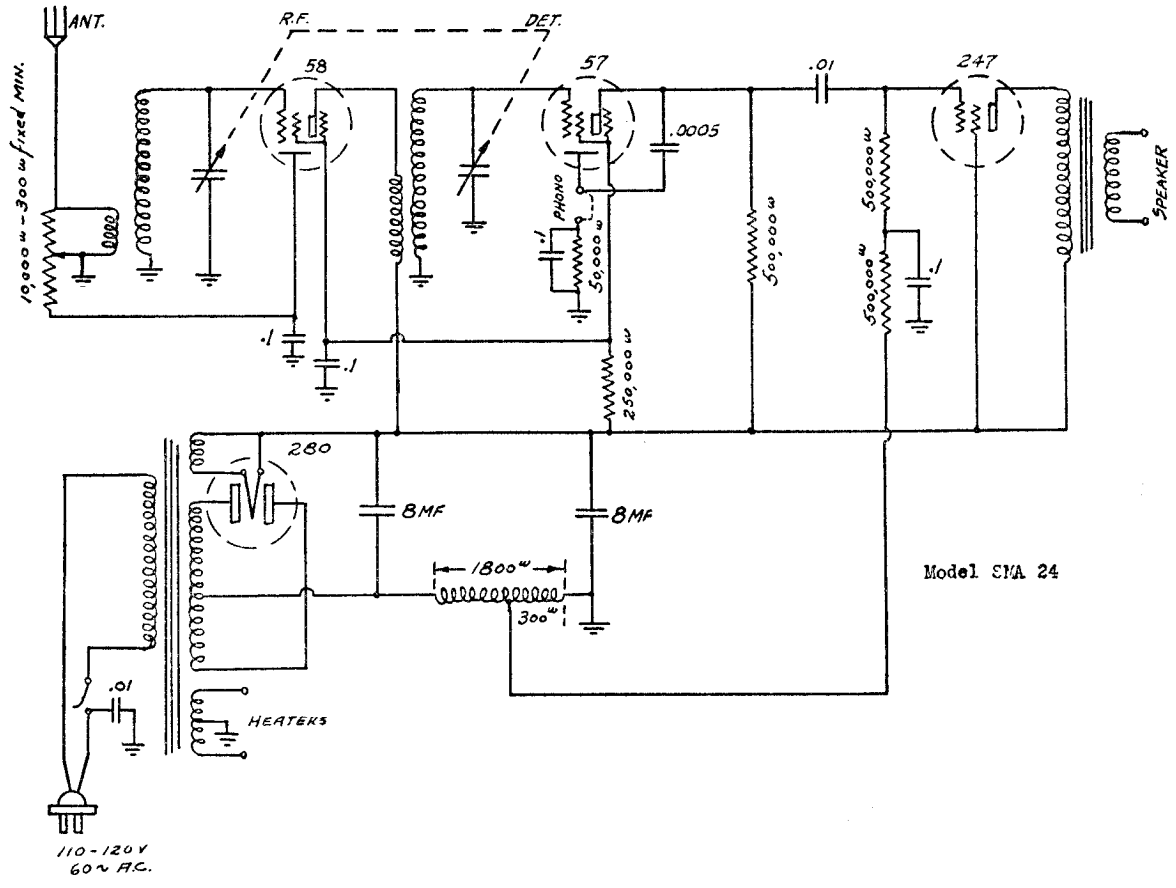 ANT.
R.F.
DET.
58
57
.01
247
10,000ω-300ω fixed MIN.
.0005
PHONO
.1
50,000ω
500,000ω
500,000ω
500,000ω
.1
SPEAKER
.1
.1
250,000ω
280
8MF
8MF
1800ω
300ω
Model SMA 24
.01
HEATERS
110-120V
60~ A.C.